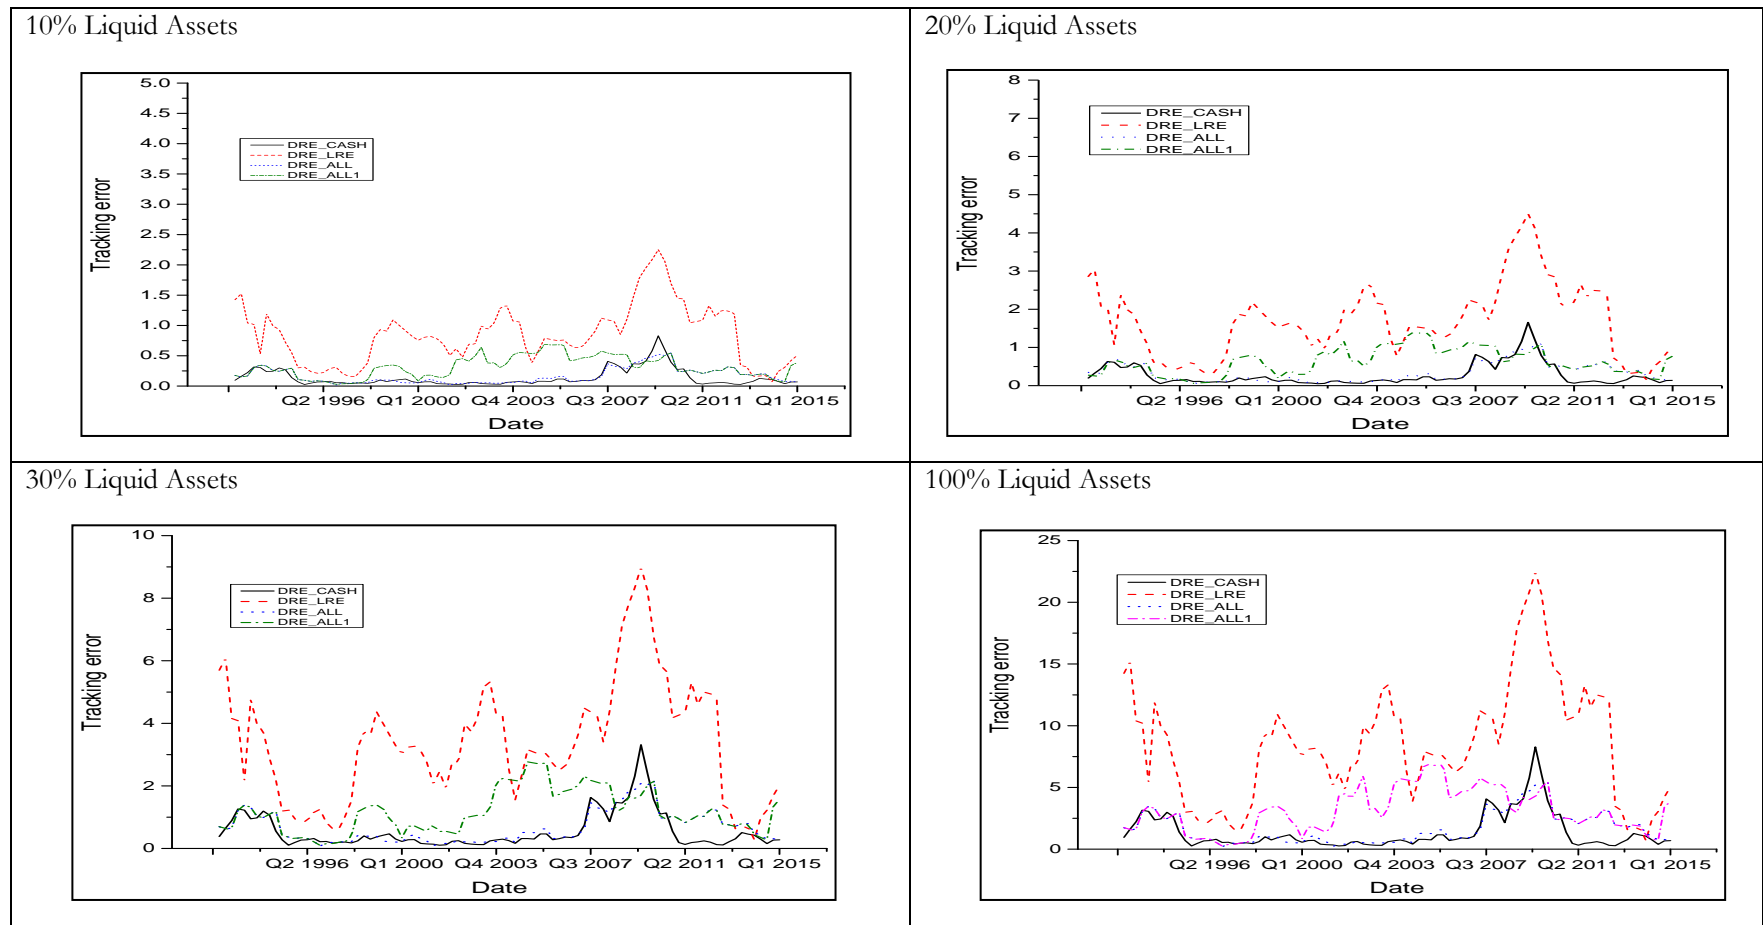 10% Liquid Assets
5.0
4.5
4.0
3.5
3.0
2.5
2.0
1.5
1.0
0.5
0.0
Tracking error
DRE_CASH
DRE_LRE
DRE_ALL
DRE_ALL1
Q2 1996 Q1 2000 Q4 2003 Q3 2007 Q2 2011 Q1 2015
Date
20% Liquid Assets
8
7
6
5
4
3
2
1
0
Tracking error
DRE_CASH
DRE_LRE
DRE_ALL
DRE_ALL1
Q2 1996 Q1 2000 Q4 2003 Q3 2007 Q2 2011 Q1 2015
Date
30% Liquid Assets
10
8
6
4
2
0
Tracking error
DRE_CASH
DRE_LRE
DRE_ALL
DRE_ALL1
Q2 1996 Q1 2000 Q4 2003 Q3 2007 Q2 2011 Q1 2015
Date
100% Liquid Assets
25
20
15
10
5
0
Tracking error
DRE_CASH
DRE_LRE
DRE_ALL
DRE_ALL1
Q2 1996 Q1 2000 Q4 2003 Q3 2007 Q2 2011 Q1 2015
Date